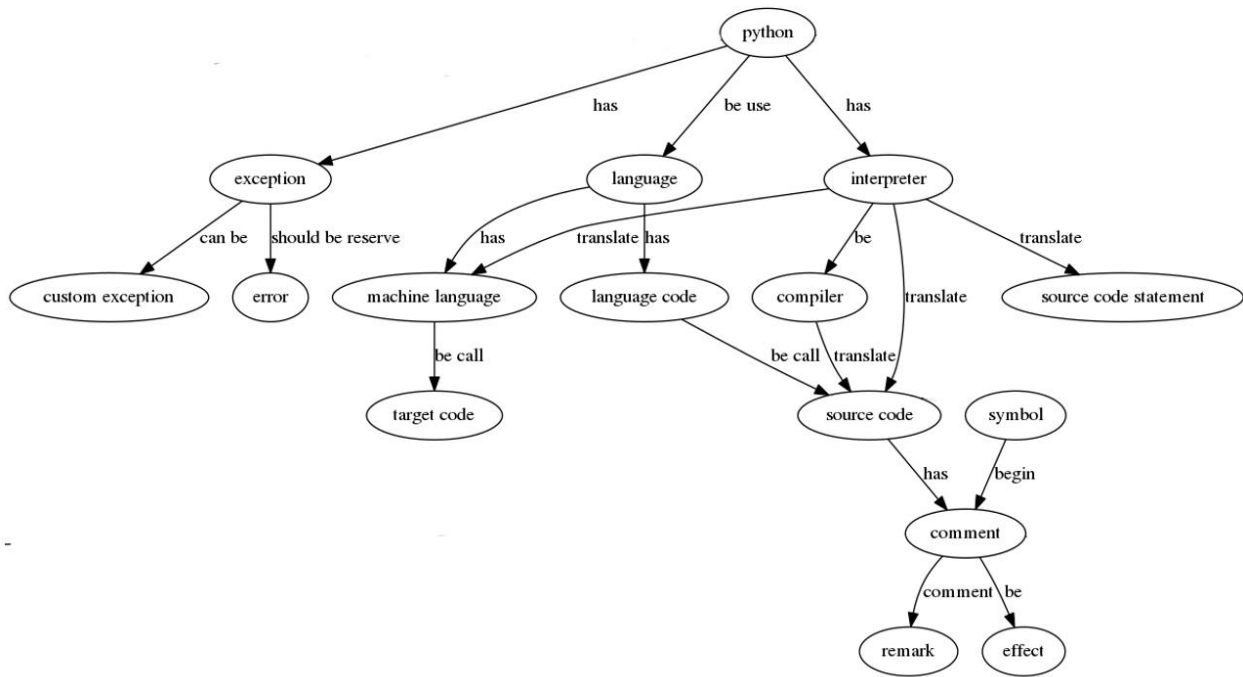 python
has
be use
has
exception
language
interpreter
can be
should be reserve
has
translate
has
be
translate
translate
custom exception
error
machine language
language code
compiler
source code statement
be call
be call
translate
target code
source code
symbol
has
begin
comment
comment
be
remark
effect